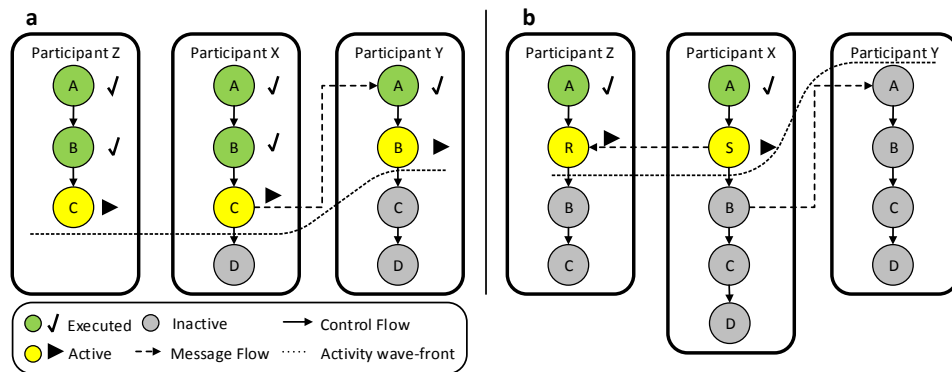 a
b
Participant Z
Participant X
Participant Y
A
A
A
B
B
B
C
C
C
D
D
Participant Z
Participant X
Participant Y
A
A
A
R
S
B
B
B
C
C
C
D
D
Executed
Inactive
Control Flow
Active
Message Flow
Activity wave-front